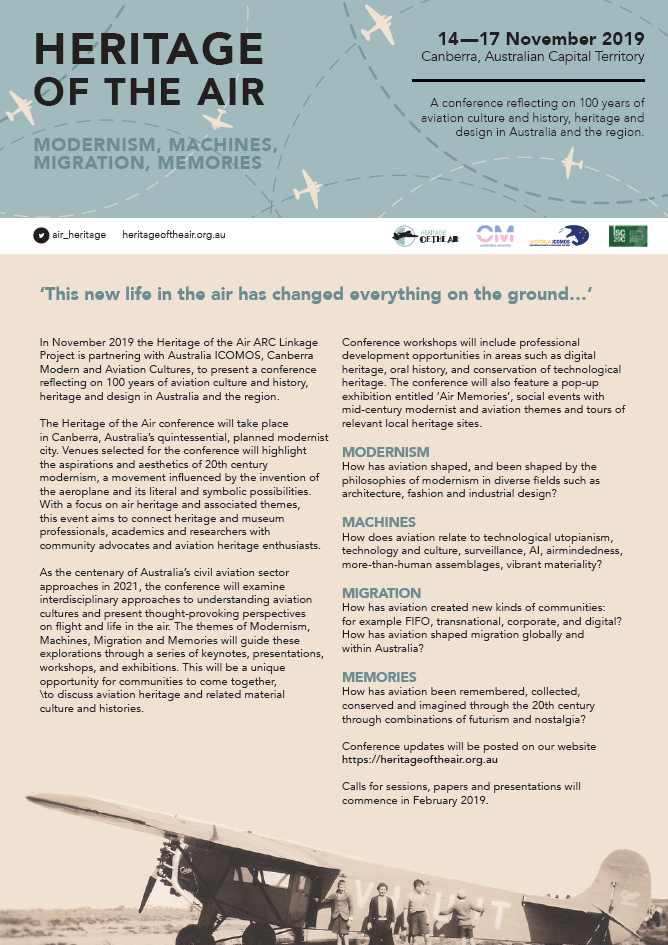 HERITAGE
OF THE AIR
MODERNISM, MACHINES,
MIGRATION, MEMORIES
14—17 November 2019
Canberra, Australian Capital Territory
A conference reflecting on 100 years of
aviation culture and history, heritage and
design in Australia and the region.
air_heritage heritageoftheair.org.au
HERITAGE
OF THE AIR
CM
CANBERRA MODERN
AUSTRALIA ICOMOS
ISC
20C
‘This new life in the air has changed everything on the ground…’
In November 2019 the Heritage of the Air ARC Linkage
Project is partnering with Australia ICOMOS, Canberra
Modern and Aviation Cultures, to present a conference
reflecting on 100 years of aviation culture and history,
heritage and design in Australia and the region.
The Heritage of the Air conference will take place
in Canberra, Australia’s quintessential, planned modernist
city. Venues selected for the conference will highlight
the aspirations and aesthetics of 20th century
modernism, a movement influenced by the invention of
the aeroplane and its literal and symbolic possibilities.
With a focus on air heritage and associated themes,
this event aims to connect heritage and museum
professionals, academics and researchers with
community advocates and aviation heritage enthusiasts.
As the centenary of Australia’s civil aviation sector
approaches in 2021, the conference will examine
interdisciplinary approaches to understanding aviation
cultures and present thought-provoking perspectives
on flight and life in the air. The themes of Modernism,
Machines, Migration and Memories will guide these
explorations through a series of keynotes, presentations,
workshops, and exhibitions. This will be a unique
opportunity for communities to come together,
\to discuss aviation heritage and related material
culture and histories.
Conference workshops will include professional
development opportunities in areas such as digital
heritage, oral history, and conservation of technological
heritage. The conference will also feature a pop-up
exhibition entitled ‘Air Memories’, social events with
mid-century modernist and aviation themes and tours of
relevant local heritage sites.
MODERNISM
How has aviation shaped, and been shaped by the
philosophies of modernism in diverse fields such as
architecture, fashion and industrial design?
MACHINES
How does aviation relate to technological utopianism,
technology and culture, surveillance, AI, airmindedness,
more-than-human assemblages, vibrant materiality?
MIGRATION
How has aviation created new kinds of communities:
for example FIFO, transnational, corporate, and digital?
How has aviation shaped migration globally and
within Australia?
MEMORIES
How has aviation been remembered, collected,
conserved and imagined through the 20th century
through combinations of futurism and nostalgia?
Conference updates will be posted on our website
https://heritageoftheair.org.au
Calls for sessions, papers and presentations will
commence in February 2019.